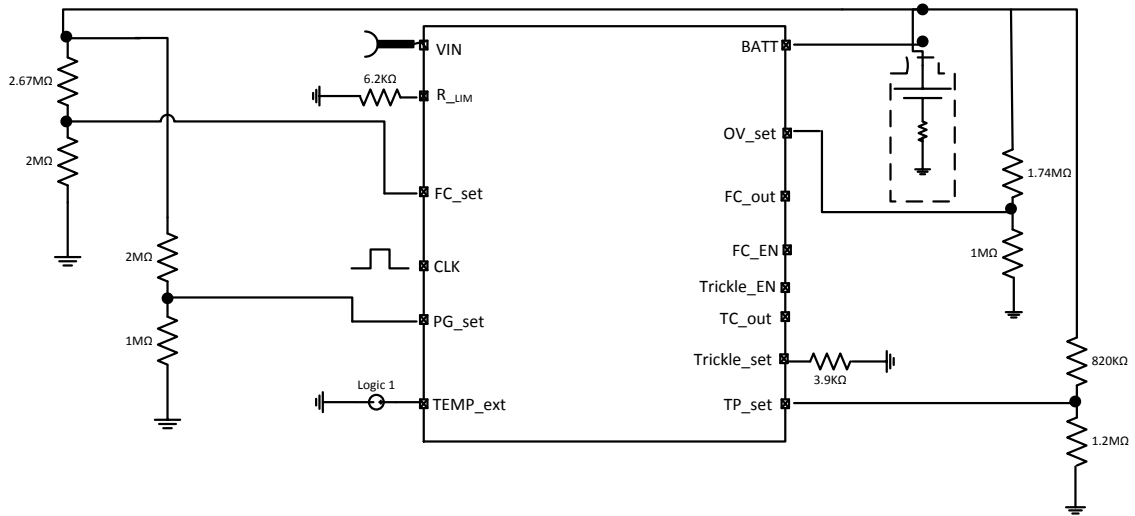 2.67MΩ
2MΩ
2MΩ
1MΩ
6.2KΩ
Logic 1
VIN
R_LIM
FC_set
CLK
PG_set
TEMP_ext
BATT
OV_set
FC_out
FC_EN
Trickle_EN
TC_out
Trickle_set
TP_set
3.9KΩ
1.74MΩ
1MΩ
820KΩ
1.2MΩ